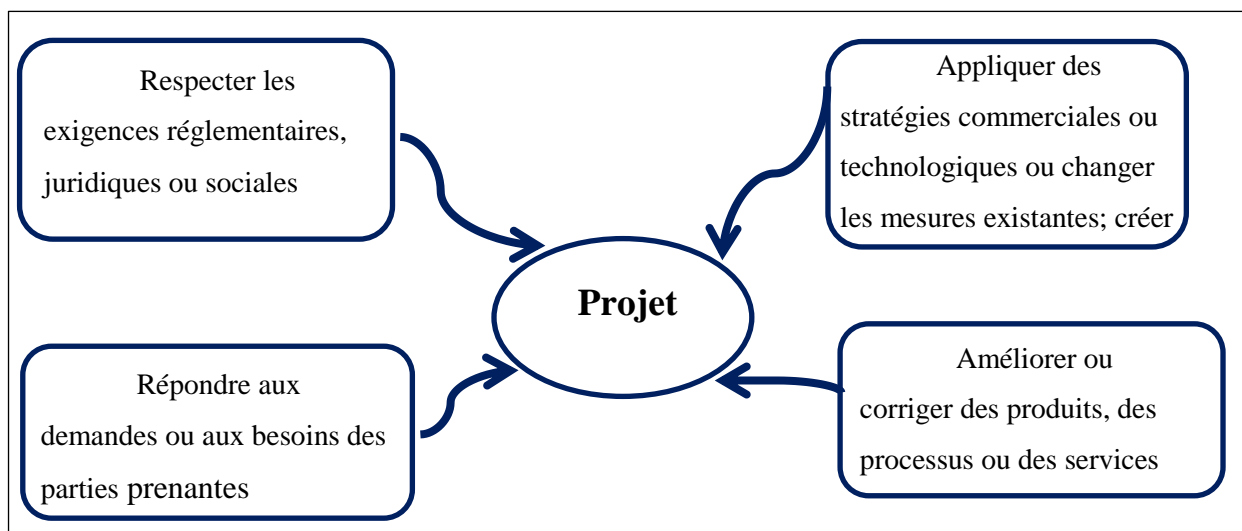 Respecter les
exigences réglementaires,
juridiques ou sociales
Appliquer des
stratégies commerciales ou
technologiques ou changer
les mesures existantes; créer
Projet
Répondre aux
demandes ou aux besoins des
parties prenantes
Améliorer ou
corriger des produits, des
processus ou des services